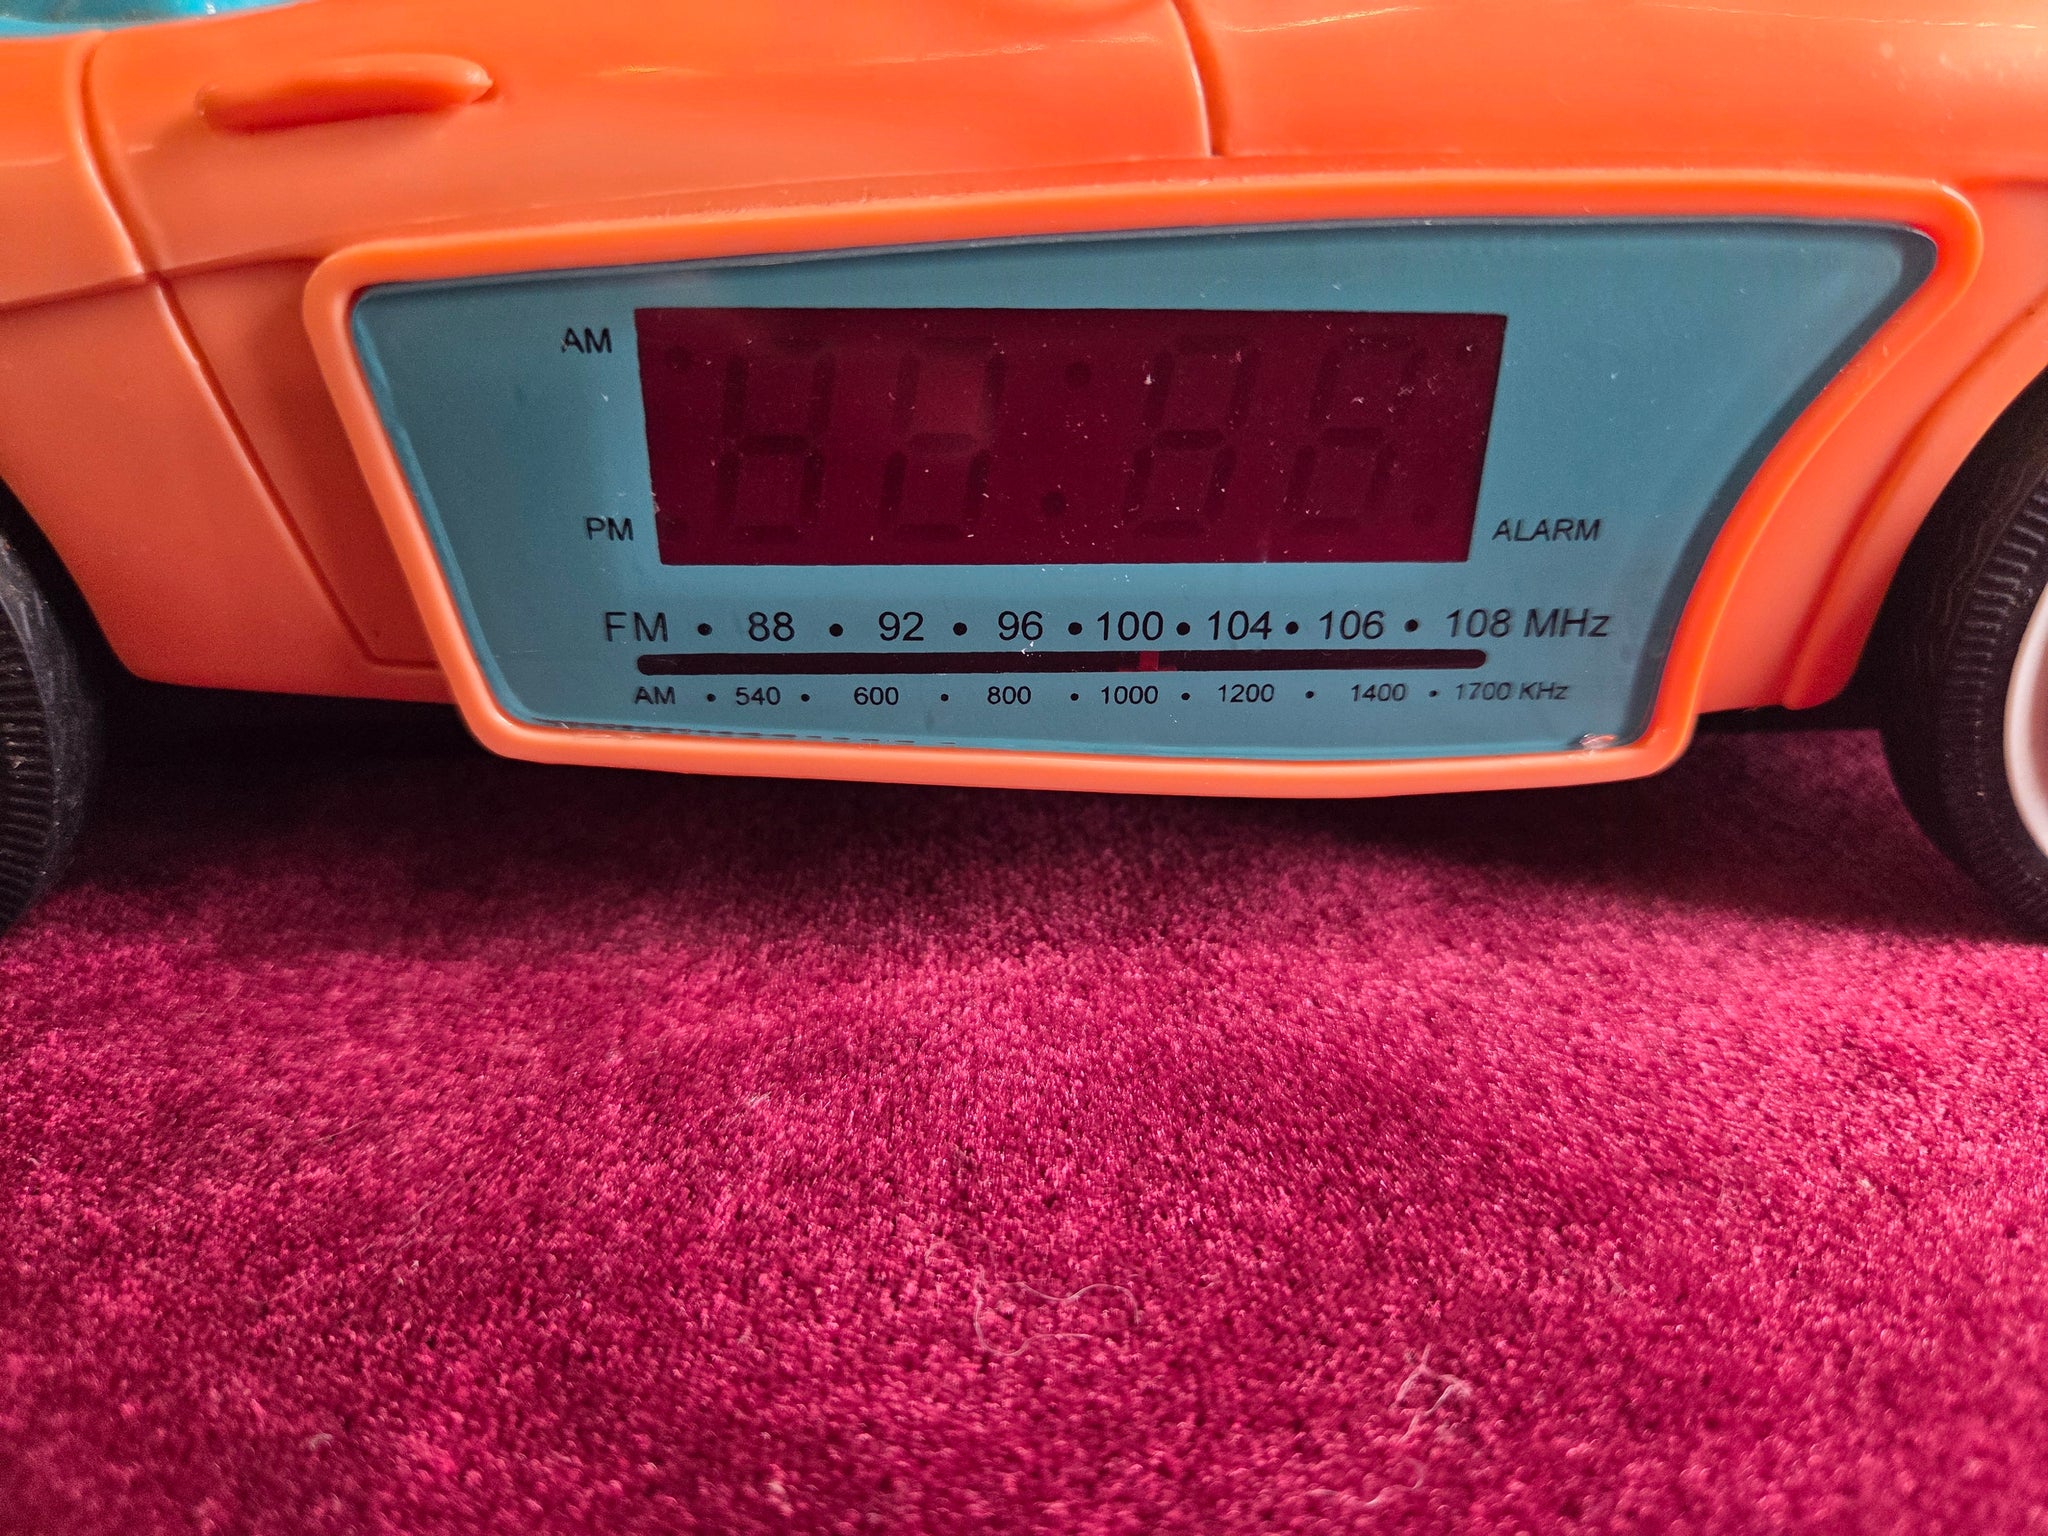 AM
PM ALARM
FM • 88 • 92 • 96 • 100 • 104 • 106 • 108 MHz
AM • 540 • 600 • 800 • 1000 • 1200 • 1400 • 1700 KHz